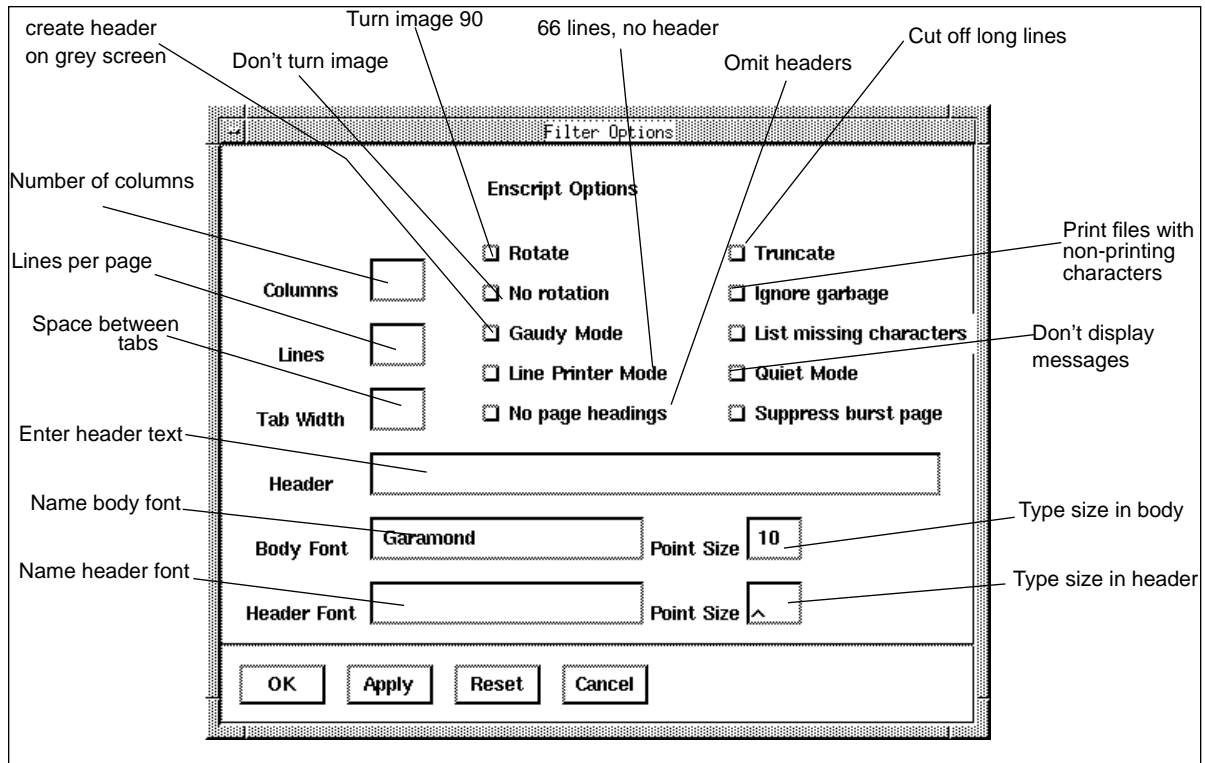 create header
on grey screen
Turn image 90
66 lines, no header
Cut off long lines
Don’t turn image
Omit headers
Filter Options
Number of columns
Enscript Options
Print files with
non-printing
characters
Lines per page
Rotate
Truncate
Columns
No rotation
Ignore garbage
Space between
tabs
Gaudy Mode
List missing characters
Don’t display
messages
Lines
Line Printer Mode
Quiet Mode
Tab Width
No page headings
Suppress burst page
Enter header text
Header
Name body font
Body Font
Garamond
Point Size
10
Type size in body
Name header font
Header Font
Point Size
^
Type size in header
OK
Apply
Reset
Cancel